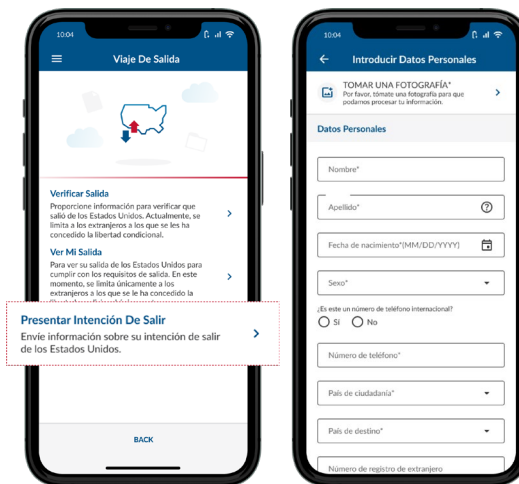 10:04
Viaje De Salida
Verificar Salida
Proporcione información para verificar que
salió de los Estados Unidos. Actualmente, se
limita a los extranjeros a los que se les ha
concedido la libertad condicional.
Ver Mi Salida
Para ver su salida de los Estados Unidos para
cumplir con los requisitos de salida. En este
momento, se limita únicamente a los
extranjeros a los que se le ha concedido la
Presentar Intención De Salir
Envíe información sobre su intención de salir
de los Estados Unidos.
BACK
10:04
Introducir Datos Personales
TOMAR UNA FOTOGRAFÍA*
Por favor, tómate una fotografía para que
podamos procesar tu información.
Datos Personales
Nombre*
Apellido*
Fecha de nacimiento*(MM/DD/YYYY)
Sexo*
¿Es este un número de teléfono internacional?
Sí No
Número de teléfono*
País de ciudadanía*
País de destino*
Número de registro de extranjero